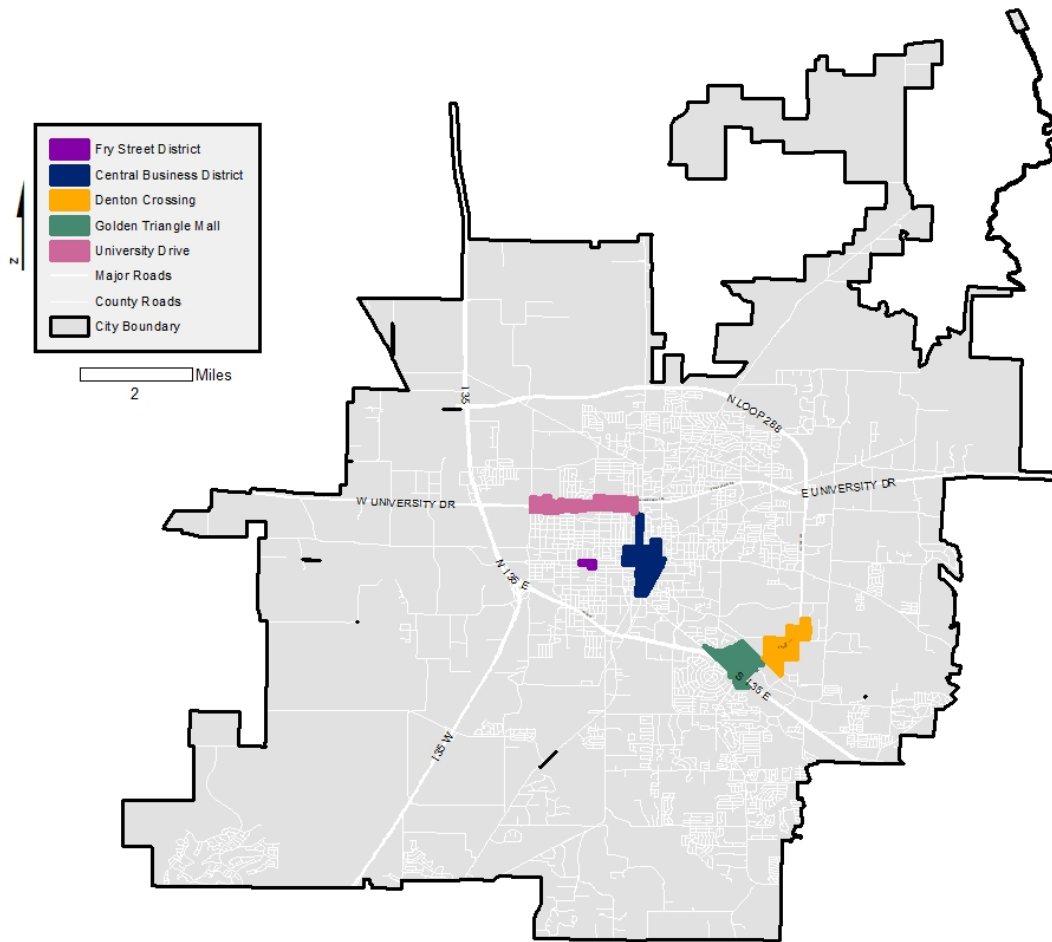 Fry Street District
Central Business District
Denton Crossing
Golden Triangle Mall
University Drive
Major Roads
County Roads
City Boundary
N
Miles
2
I 35
N LOOP 288
W UNIVERSITY DR
E UNIVERSITY DR
N I 35 E
S I 35 E
I 35 W